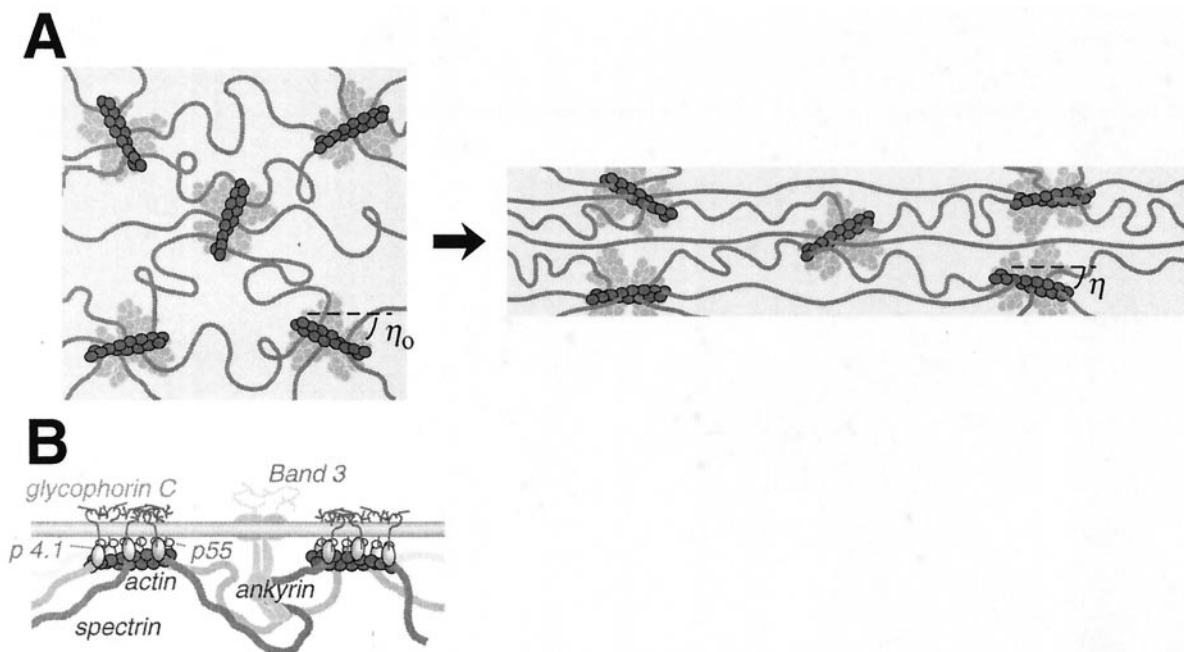 A
η₀
η
B
Band 3
glycophorin C
p 4.1
p55
actin
ankyrin
spectrin